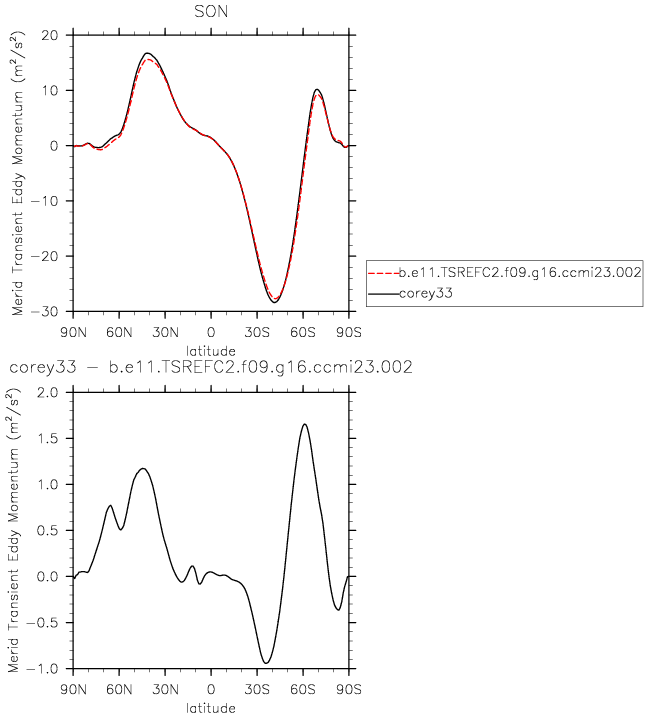 SON
Merid Transient Eddy Momentum (m²/s²)
20
10
0
−10
−20
−30
90N 60N 30N 0 30S 60S 90S
latitude
b.e11.TSREFC2.f09.g16.ccmi23.002
corey33
corey33 − b.e11.TSREFC2.f09.g16.ccmi23.002
Merid Transient Eddy Momentum (m²/s²)
2.0
1.5
1.0
0.5
0.0
−0.5
−1.0
90N 60N 30N 0 30S 60S 90S
latitude